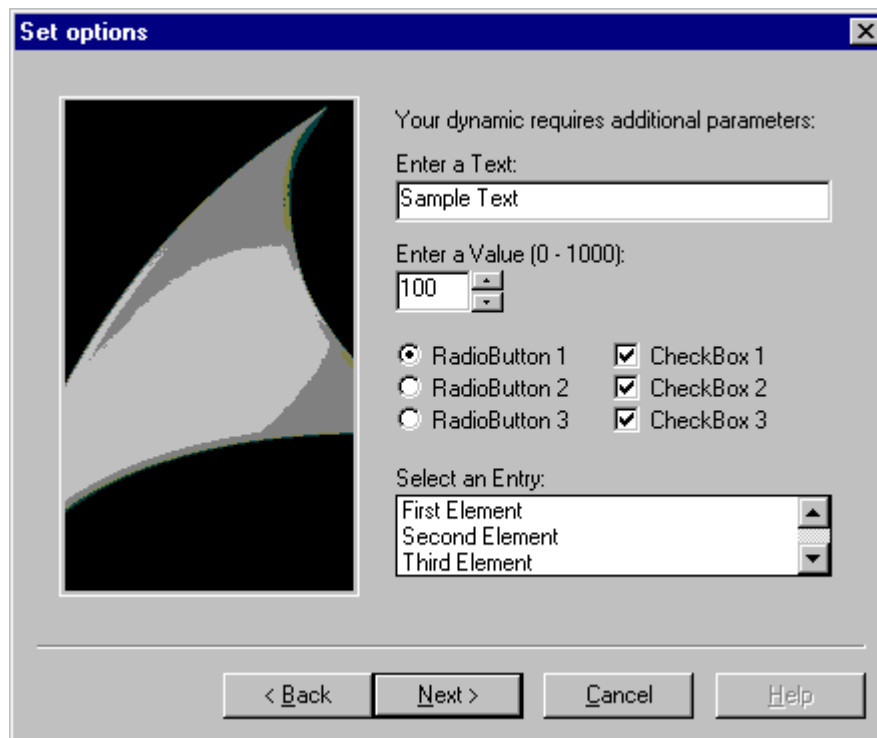 Set options
Your dynamic requires additional parameters:
Enter a Text:
Sample Text
Enter a Value (0 - 1000):
100
RadioButton 1 CheckBox 1
RadioButton 2 CheckBox 2
RadioButton 3 CheckBox 3
Select an Entry:
First Element
Second Element
Third Element
< Back Next > Cancel Help